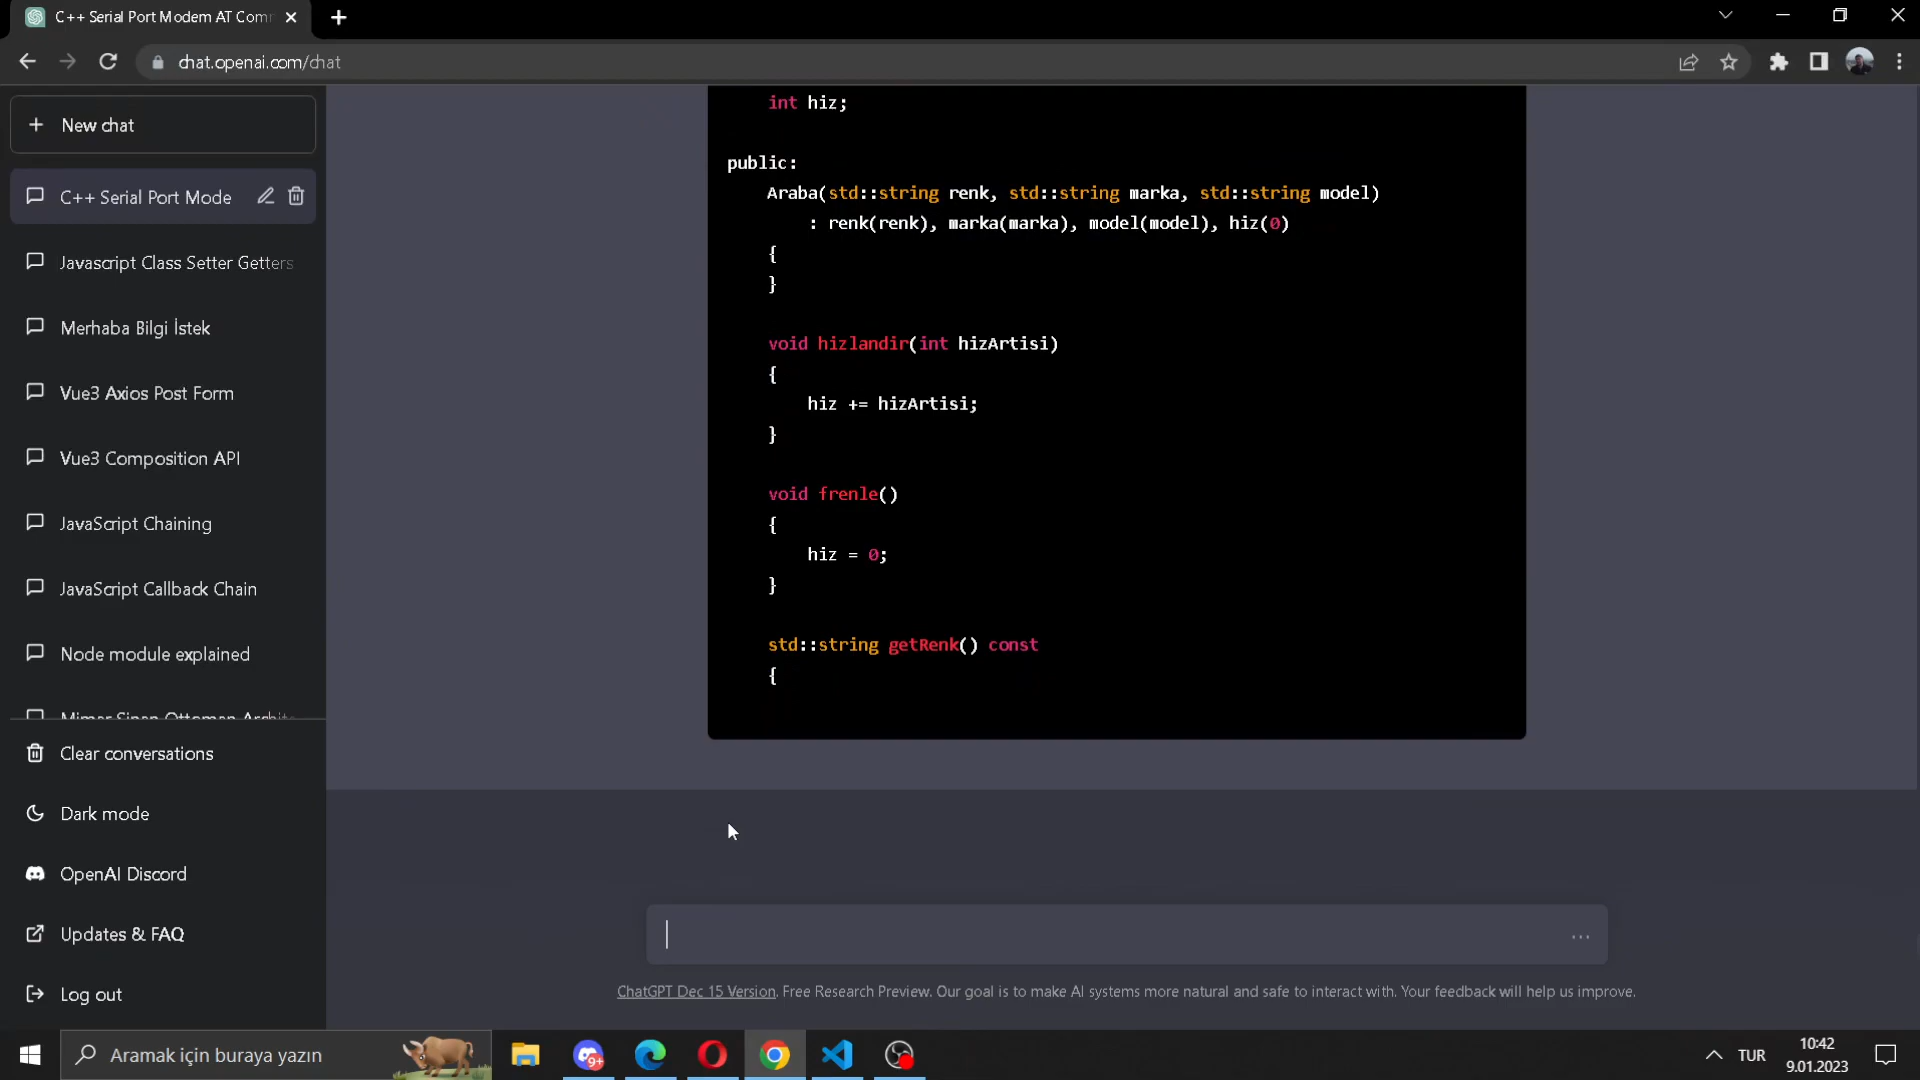 C++ Serial Port Modem AT Comm
chat.openai.com/chat
New chat
C++ Serial Port Mode
Javascript Class Setter Getters
Merhaba Bilgi İstek
Vue3 Axios Post Form
Vue3 Composition API
JavaScript Chaining
JavaScript Callback Chain
Node module explained
Mimar Sinan Ottoman Archite
Clear conversations
Dark mode
OpenAI Discord
Updates & FAQ
Log out
int hiz;
public:
Araba(std::string renk, std::string marka, std::string model)
: renk(renk), marka(marka), model(model), hiz(0)
{
}
void hizlandir(int hizArtisi)
{
hiz += hizArtisi;
}
void frenle()
{
hiz = 0;
}
std::string getRenk() const
{
...
ChatGPT Dec 15 Version. Free Research Preview. Our goal is to make AI systems more natural and safe to interact with. Your feedback will help us improve.
Aramak için buraya yazın
9+
TUR
10:42
9.01.2023